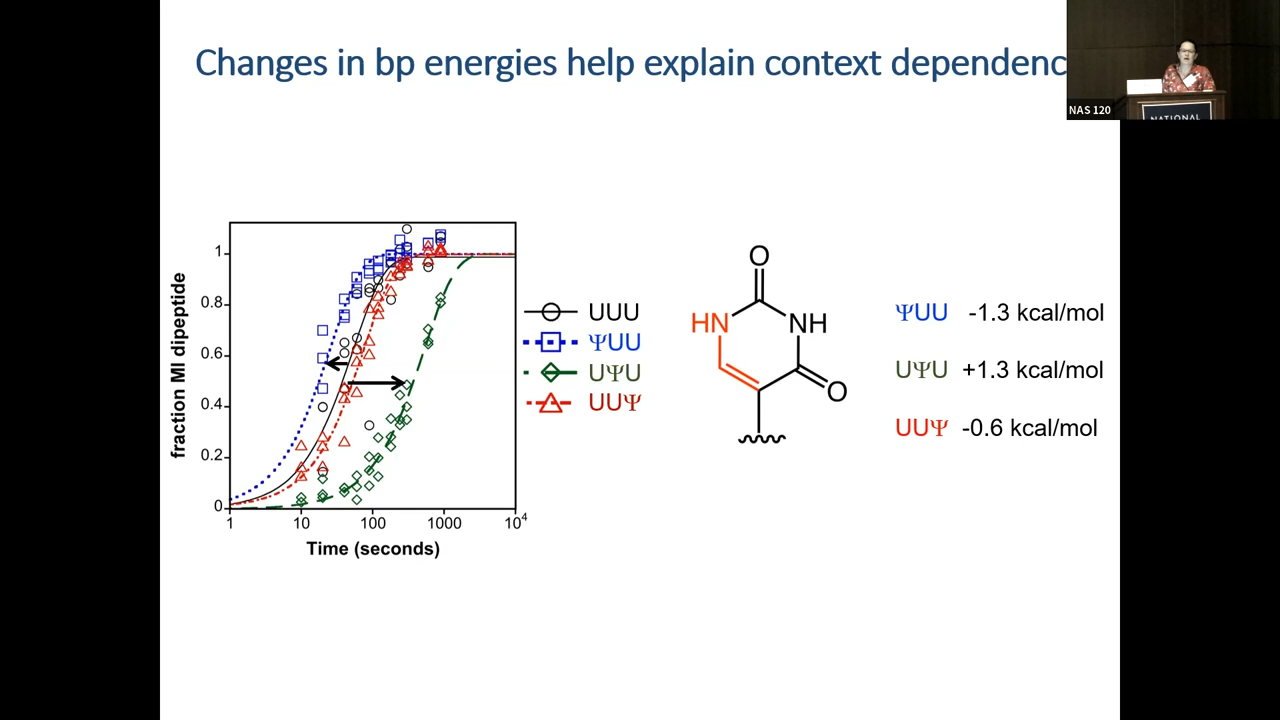 Changes in bp energies help explain context dependenc
NAS 120
NATIONAL
fraction MI dipeptide
1
0.8
0.6
0.4
0.2
0
1
10
100
1000
10⁴
Time (seconds)
UUU
ΨUU
UΨU
UUΨ
O
HN
NH
O
ΨUU -1.3 kcal/mol
UΨU +1.3 kcal/mol
UUΨ -0.6 kcal/mol